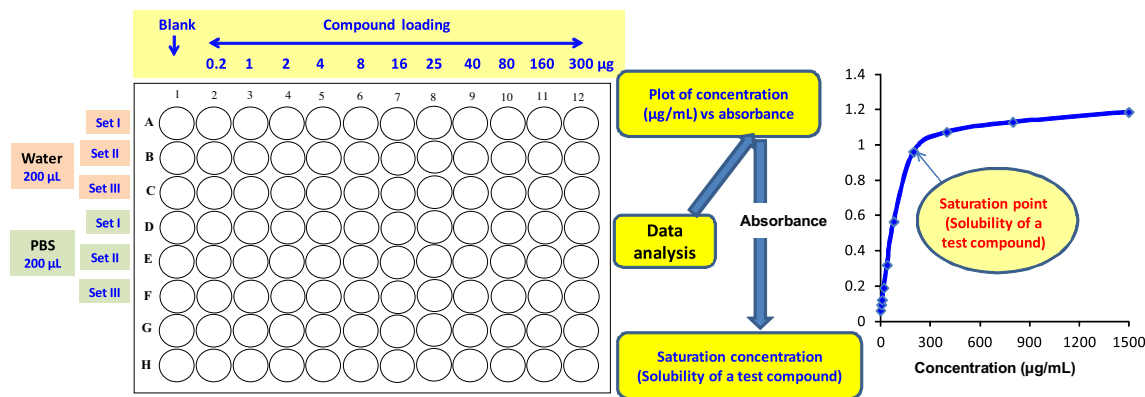 Blank
Compound loading
0.2 1 2 4 8 16 25 40 80 160 300 µg
1 2 3 4 5 6 7 8 9 10 11 12
A
B
C
D
E
F
G
H
Set I
Set II
Set III
Water
200 µL
Set I
Set II
Set III
PBS
200 µL
Plot of concentration
(µg/mL) vs absorbance
Data
analysis
Saturation concentration
(Solubility of a test compound)
Absorbance
1.4
1.2
1
0.8
0.6
0.4
0.2
0
0 300 600 900 1200 1500
Concentration (µg/mL)
Saturation point
(Solubility of a
test compound)